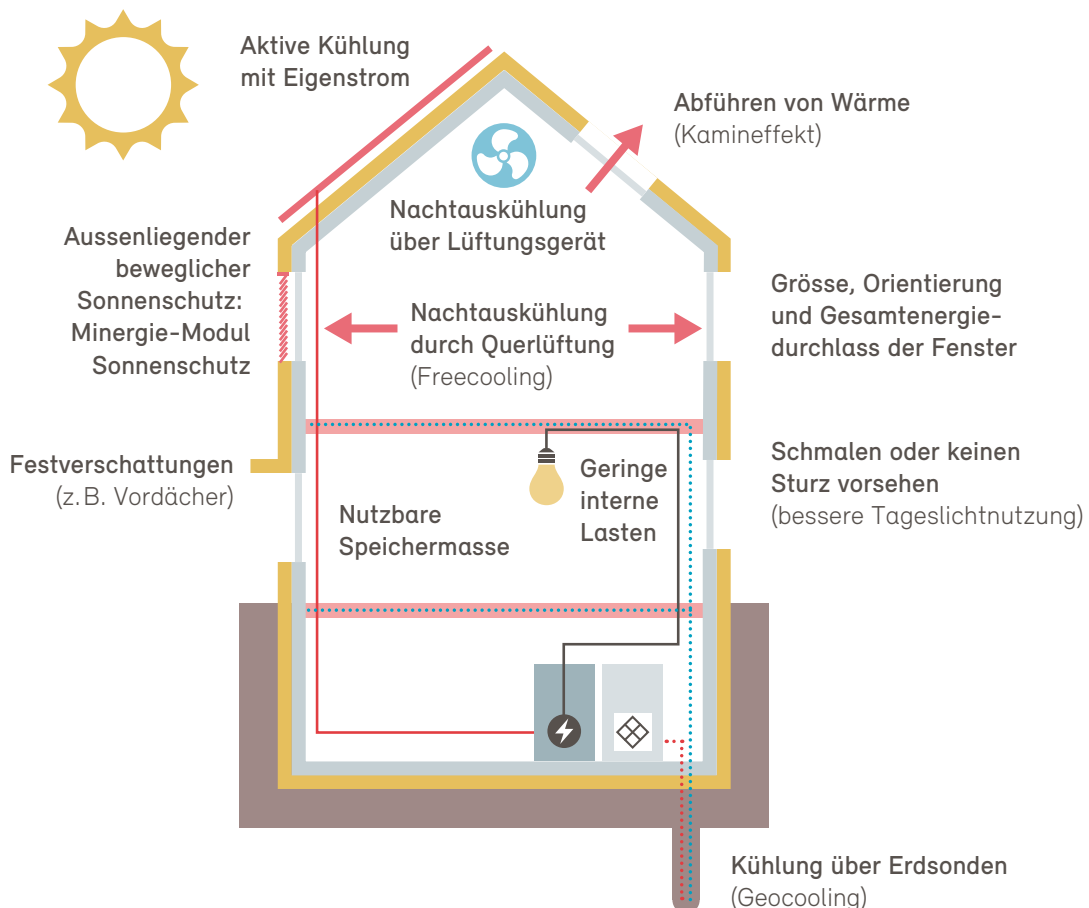 Aktive Kühlung
mit Eigenstrom
Abführen von Wärme
(Kamineffekt)
Nachtauskühlung
über Lüftungsgerät
Aussenliegender
beweglicher
Sonnenschutz:
Minergie-Modul
Sonnenschutz
Nachtauskühlung
durch Querlüftung
(Freecooling)
Grösse, Orientierung
und Gesamtenergie-
durchlass der Fenster
Festverschattungen
(z.B. Vordächer)
Geringe
interne
Lasten
Nutzbare
Speichermasse
Schmalen oder keinen
Sturz vorsehen
(bessere Tageslichtnutzung)
Kühlung über Erdsonden
(Geocooling)